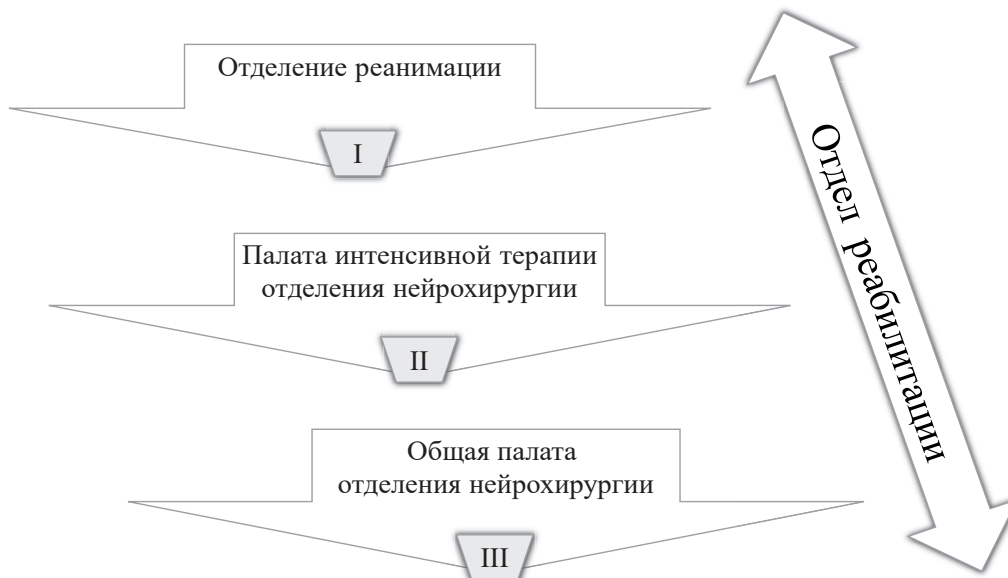 Отделение реанимации
I
Палата интенсивной терапии
отделения нейрохирургии
II
Общая палата
отделения нейрохирургии
III
Отдел реабилитации